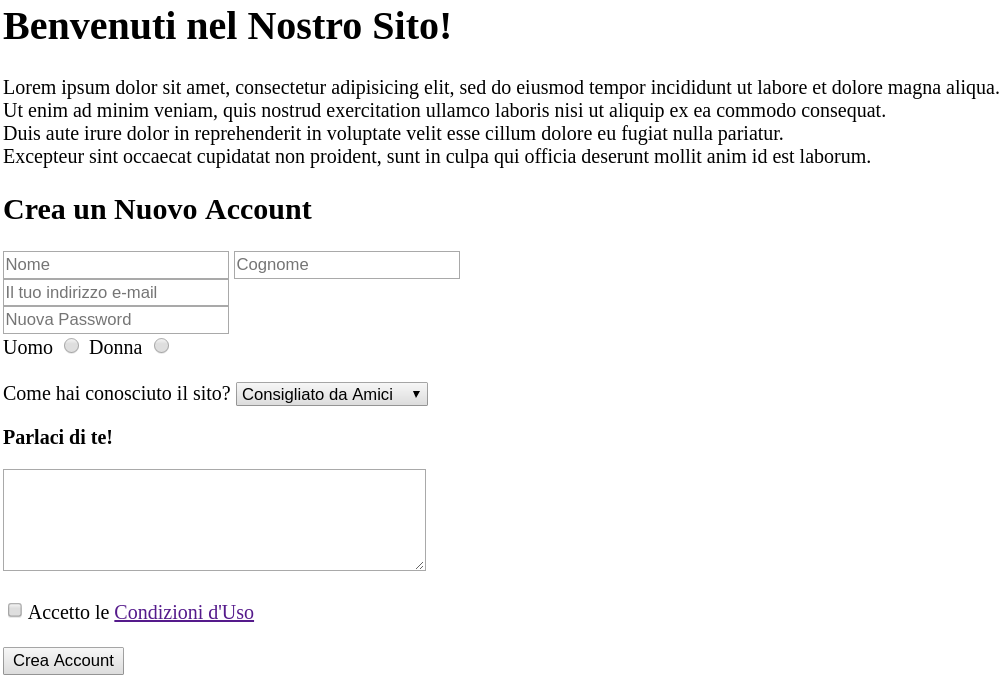 Benvenuti nel Nostro Sito!
Lorem ipsum dolor sit amet, consectetur adipisicing elit, sed do eiusmod tempor incididunt ut labore et dolore magna aliqua.
Ut enim ad minim veniam, quis nostrud exercitation ullamco laboris nisi ut aliquip ex ea commodo consequat.
Duis aute irure dolor in reprehenderit in voluptate velit esse cillum dolore eu fugiat nulla pariatur.
Excepteur sint occaecat cupidatat non proident, sunt in culpa qui officia deserunt mollit anim id est laborum.
Crea un Nuovo Account
Nome Cognome
Il tuo indirizzo e-mail
Nuova Password
Uomo Donna
Come hai conosciuto il sito? Consigliato da Amici
Parlaci di te!
Accetto le Condizioni d'Uso
Crea Account